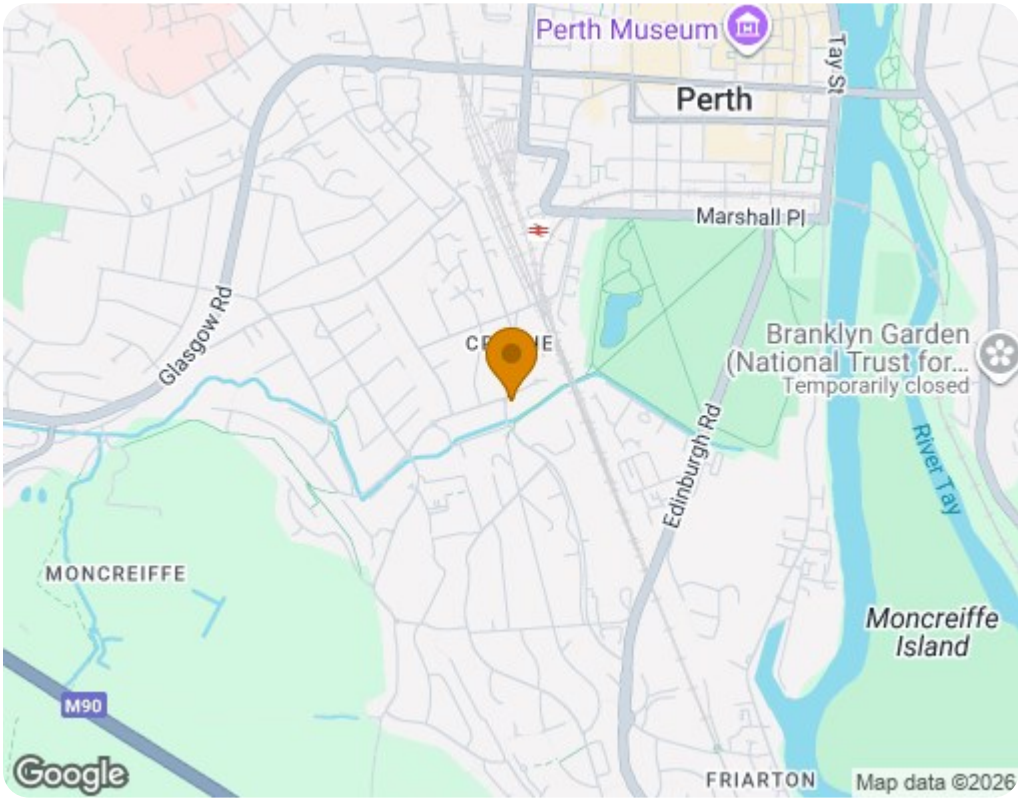 Perth Museum
Tay St
Perth
Marshall Pl
Glasgow Rd
Branklyn Garden
(National Trust for...
Temporarily closed
Edinburgh Rd
River Tay
MONCREIFFE
Moncreiffe
Island
M90
FRIARTON
Google
Map data ©2026